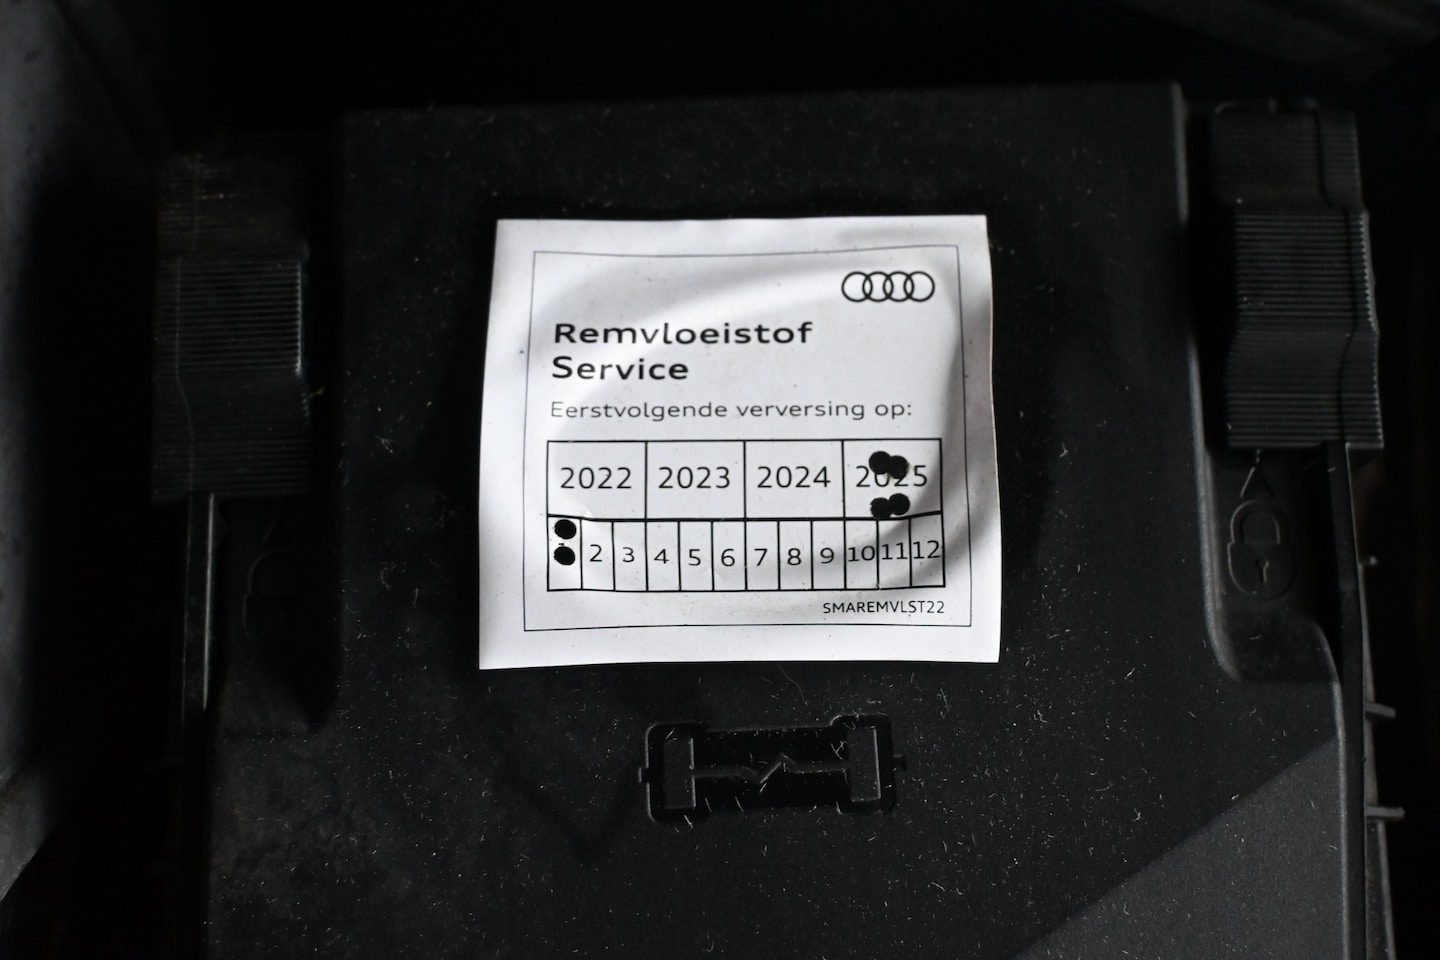 Remvloeistof
Service
Eerstvolgende verversing op:
2022 2023 2024 2025
2 3 4 5 6 7 8 9 10 11 12
SMAREMVLST22